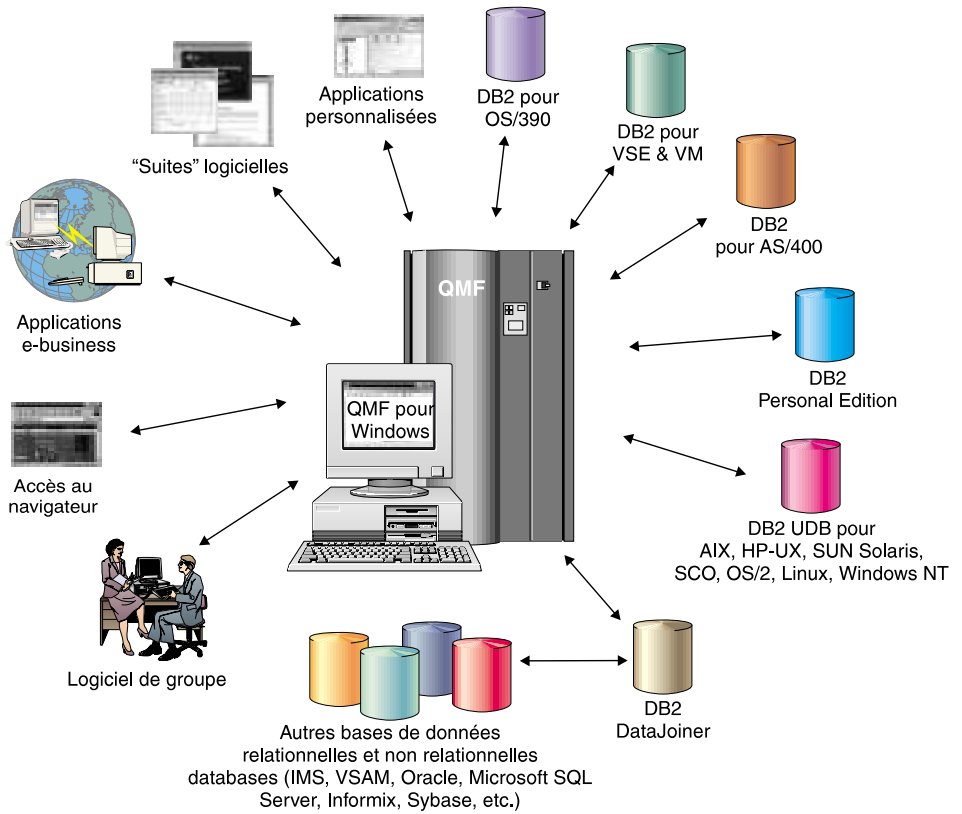 Applications
personnalisées
DB2 pour
OS/390
DB2 pour
VSE & VM
"Suites" logicielles
DB2
pour AS/400
QMF
Applications
e-business
DB2
Personal Edition
QMF pour
Windows
Accès au
navigateur
DB2 UDB pour
AIX, HP-UX, SUN Solaris,
SCO, OS/2, Linux, Windows NT
Logiciel de groupe
DB2
DataJoiner
Autres bases de données
relationnelles et non relationnelles
databases (IMS, VSAM, Oracle, Microsoft SQL
Server, Informix, Sybase, etc.)